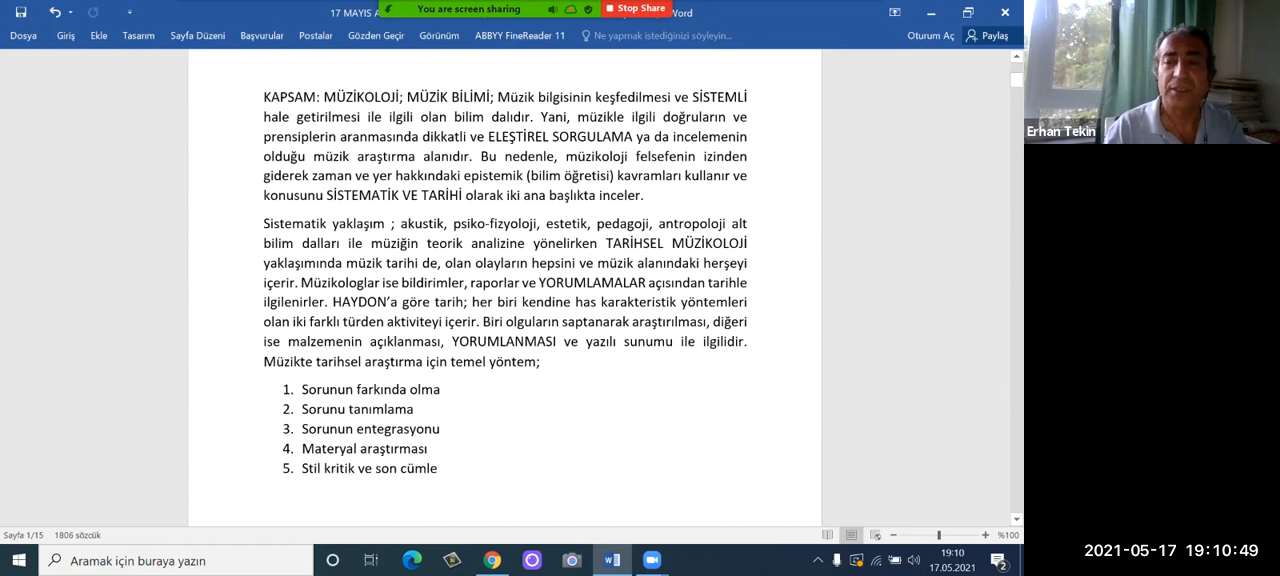 17 MAYIS A
You are screen sharing
Stop Share
Word
Dosya Giriş Ekle Tasarım Sayfa Düzeni Başvurular Postalar Gözden Geçir Görünüm ABBYY FineReader 11 Ne yapmak istediğinizi söyleyin... Oturum Aç Paylaş
KAPSAM: MÜZİKOLOJİ; MÜZİK BİLİMİ; Müzik bilgisinin keşfedilmesi ve SİSTEMLİ
hale getirilmesi ile ilgili olan bilim dalıdır. Yani, müzikle ilgili doğruların ve
prensiplerin aranmasında dikkatli ve ELEŞTİREL SORGULAMA ya da incelemenin
olduğu müzik araştırma alanıdır. Bu nedenle, müzikoloji felsefenin izinden
giderek zaman ve yer hakkındaki epistemik (bilim öğretisi) kavramları kullanır ve
konusunu SİSTEMATİK VE TARİHİ olarak iki ana başlıkta inceler.
Sistematik yaklaşım ; akustik, psiko-fizyoloji, estetik, pedagoji, antropoloji alt
bilim dalları ile müziğin teorik analizine yönelirken TARİHSEL MÜZİKOLOJİ
yaklaşımında müzik tarihi de, olan olayların hepsini ve müzik alanındaki herşeyi
içerir. Müzikologlar ise bildirimler, raporlar ve YORUMLAMALAR açısından tarihle
ilgilenirler. HAYDON’a göre tarih; her biri kendine has karakteristik yöntemleri
olan iki farklı türden aktiviteyi içerir. Biri olguların saptanarak araştırılması, diğeri
ise malzemenin açıklanması, YORUMLANMASI ve yazılı sunumu ile ilgilidir.
Müzikte tarihsel araştırma için temel yöntem;
1. Sorunun farkında olma
2. Sorunu tanımlama
3. Sorunun entegrasyonu
4. Materyal araştırması
5. Stil kritik ve son cümle
Erhan Tekin
Sayfa 1/15 1806 sözcük %100
Aramak için buraya yazın
19:10
17.05.2021
2
2021-05-17 19:10:49